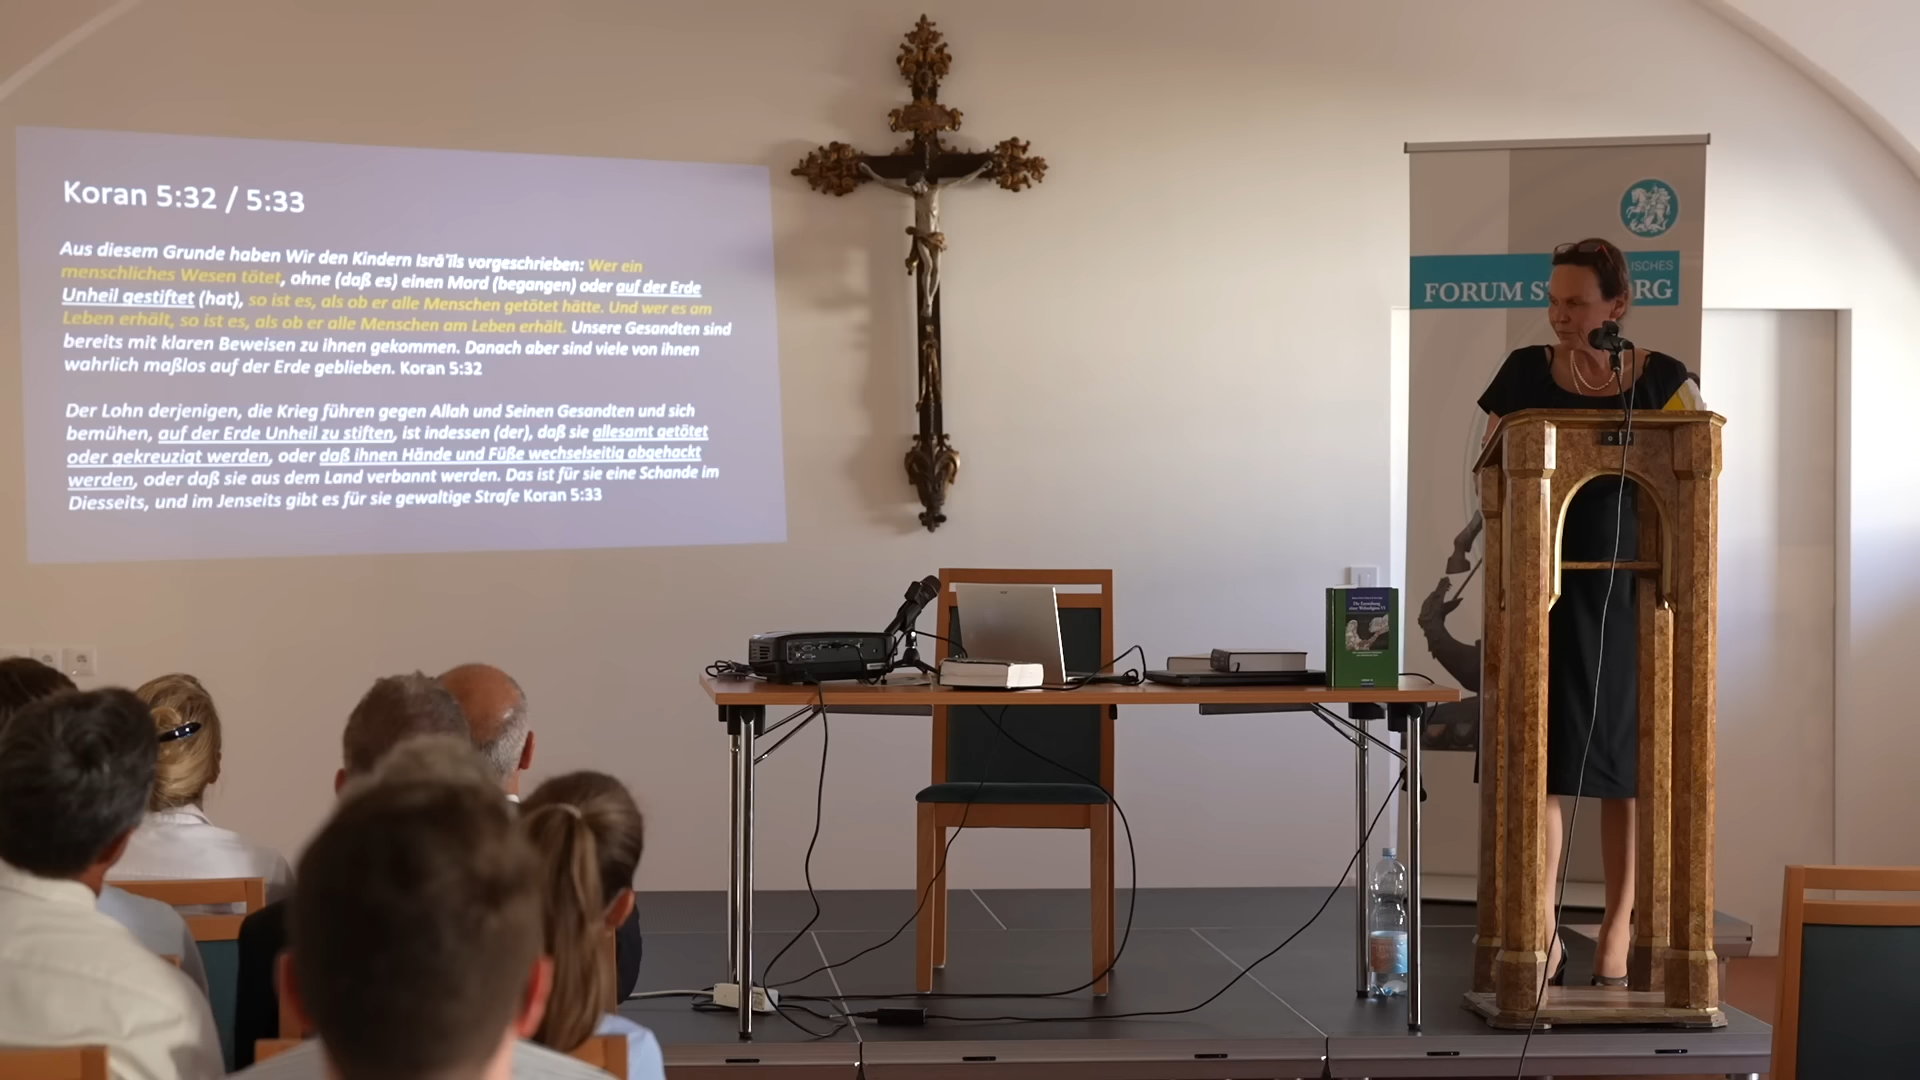 Koran 5:32 / 5:33
Aus diesem Grunde haben Wir den Kindern Isrā'īls vorgeschrieben: Wer ein
menschliches Wesen tötet, ohne (daß es) einen Mord (begangen) oder auf der Erde
Unheil gestiftet (hat), so ist es, als ob er alle Menschen getötet hätte. Und wer es am
Leben erhält, so ist es, als ob er alle Menschen am Leben erhält. Unsere Gesandten sind
bereits mit klaren Beweisen zu ihnen gekommen. Danach aber sind viele von ihnen
wahrlich maßlos auf der Erde geblieben. Koran 5:32
Der Lohn derjenigen, die Krieg führen gegen Allah und Seinen Gesandten und sich
bemühen, auf der Erde Unheil zu stiften, ist indessen (der), daß sie allesamt getötet
oder gekreuzigt werden, oder daß ihnen Hände und Füße wechselseitig abgehackt
werden, oder daß sie aus dem Land verbannt werden. Das ist für sie eine Schande im
Diesseits, und im Jenseits gibt es für sie gewaltige Strafe Koran 5:33
ISCHES
FORUM ST RG
Die Entstehung
einer Weltreligion VI